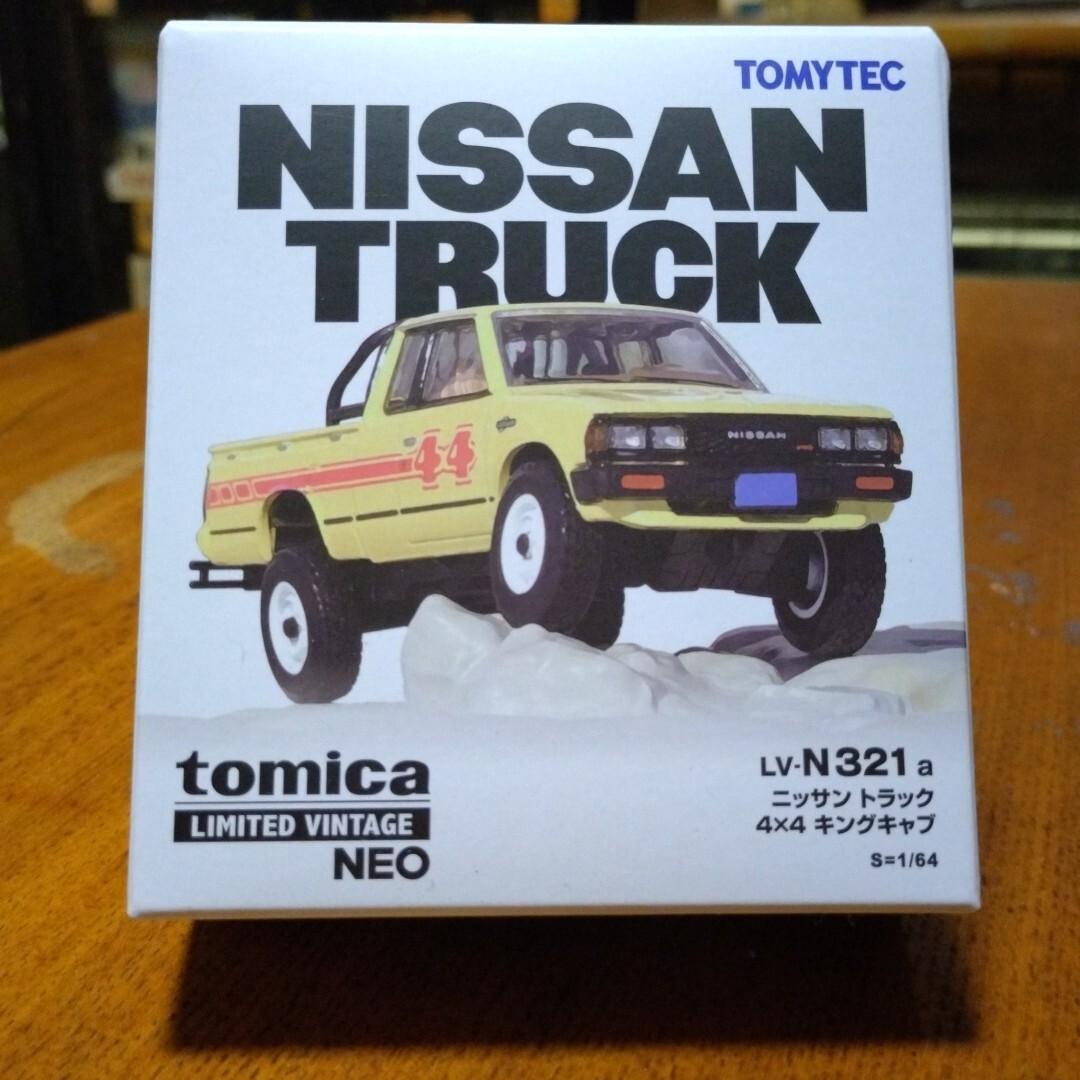 TOMYTEC
NISSAN
TRUCK
44
NISSAN
tomica
LIMITED VINTAGE
NEO
LV-N321a
ニッサン トラック
4×4 キングキャブ
S=1/64